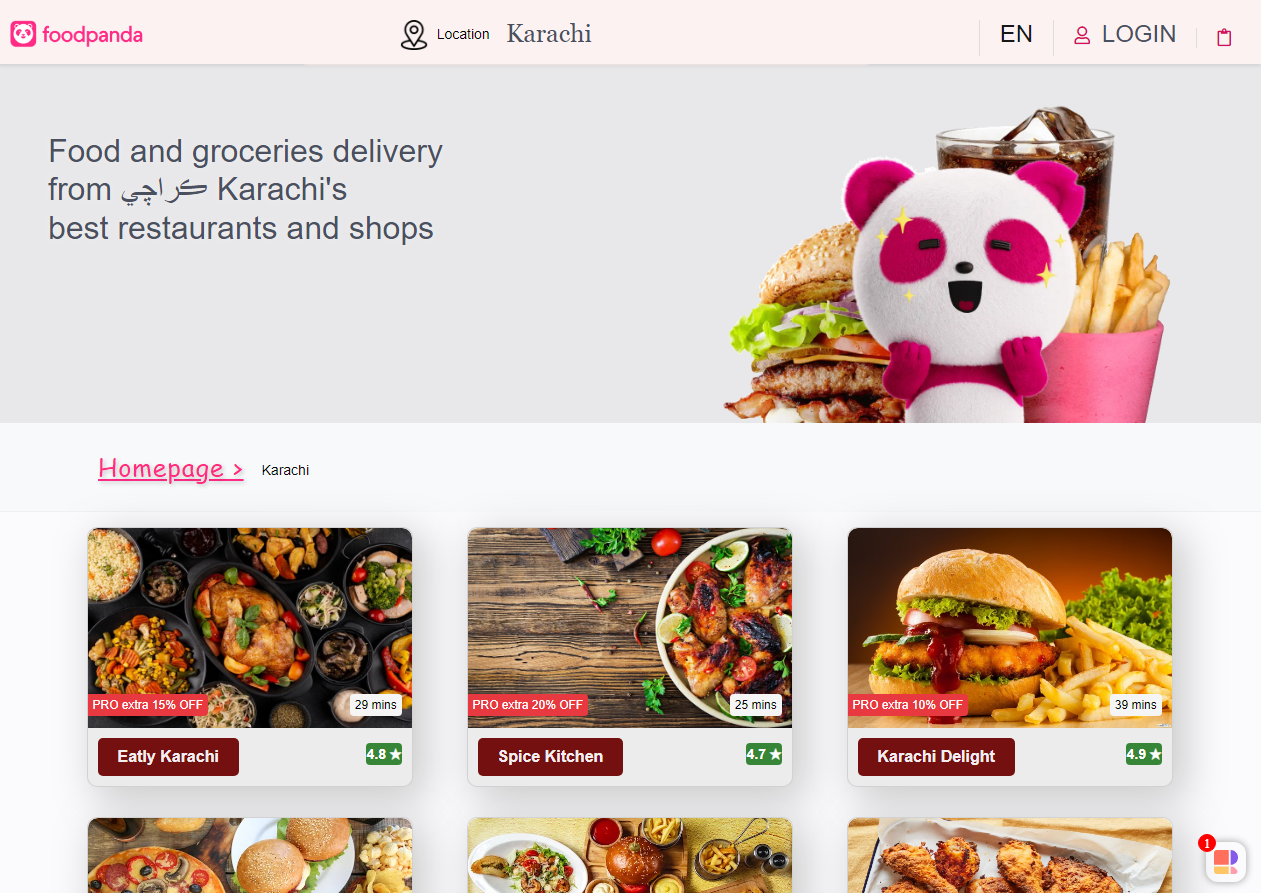 foodpanda
Location Karachi
EN
LOGIN
Food and groceries delivery
from ڪراچي Karachi's
best restaurants and shops
Homepage > Karachi
PRO extra 15% OFF
29 mins
Eatly Karachi
4.8 ★
PRO extra 20% OFF
25 mins
Spice Kitchen
4.7 ★
PRO extra 10% OFF
39 mins
Karachi Delight
4.9 ★
1